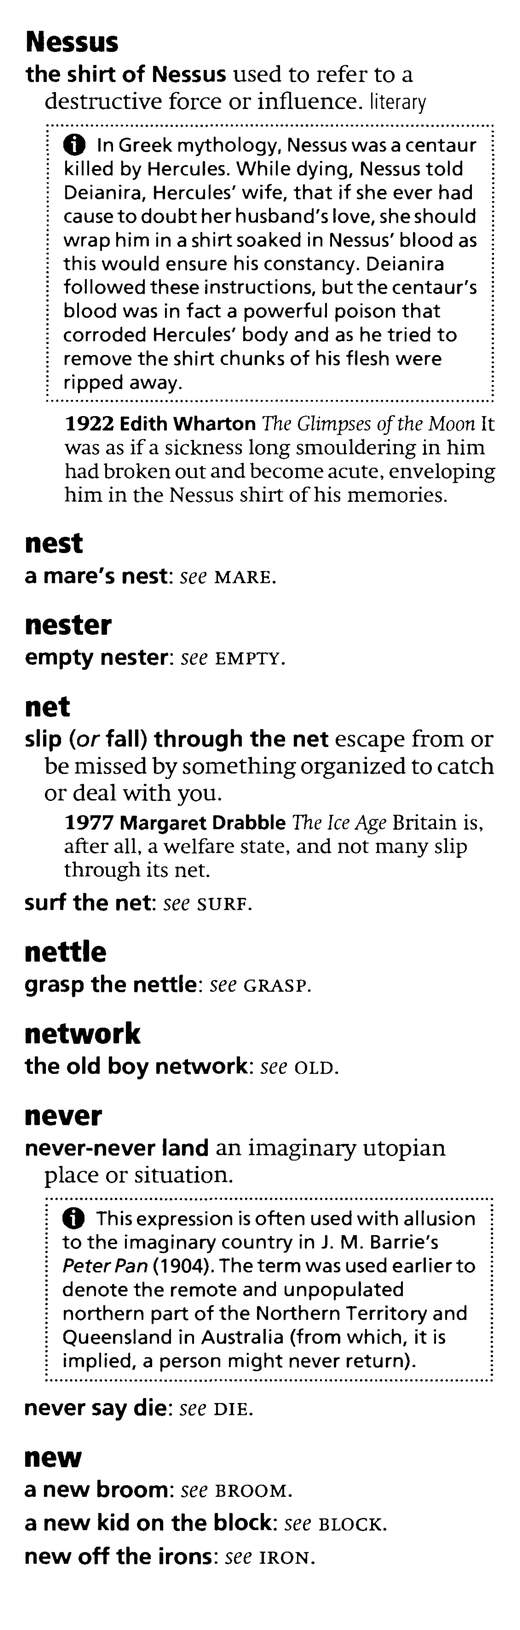 Nessus
the shirt of Nessus used to refer to a
destructive force or influence. literary
In Greek mythology, Nessus was a centaur
killed by Hercules. While dying, Nessus told
Deianira, Hercules' wife, that if she ever had
cause to doubt her husband's love, she should
wrap him in a shirt soaked in Nessus' blood as
this would ensure his constancy. Deianira
followed these instructions, but the centaur's
blood was in fact a powerful poison that
corroded Hercules' body and as he tried to
remove the shirt chunks of his flesh were
ripped away.
1922 Edith Wharton The Glimpses of the Moon It
was as if a sickness long smouldering in him
had broken out and become acute, enveloping
him in the Nessus shirt of his memories.
nest
a mare's nest: see MARE.
nester
empty nester: see EMPTY.
net
slip (or fall) through the net escape from or
be missed by something organized to catch
or deal with you.
1977 Margaret Drabble The Ice Age Britain is,
after all, a welfare state, and not many slip
through its net.
surf the net: see SURF.
nettle
grasp the nettle: see GRASP.
network
the old boy network: see OLD.
never
never-never land an imaginary utopian
place or situation.
This expression is often used with allusion
to the imaginary country in J. M. Barrie's
Peter Pan (1904). The term was used earlier to
denote the remote and unpopulated
northern part of the Northern Territory and
Queensland in Australia (from which, it is
implied, a person might never return).
never say die: see DIE.
new
a new broom: see BROOM.
a new kid on the block: see BLOCK.
new off the irons: see IRON.